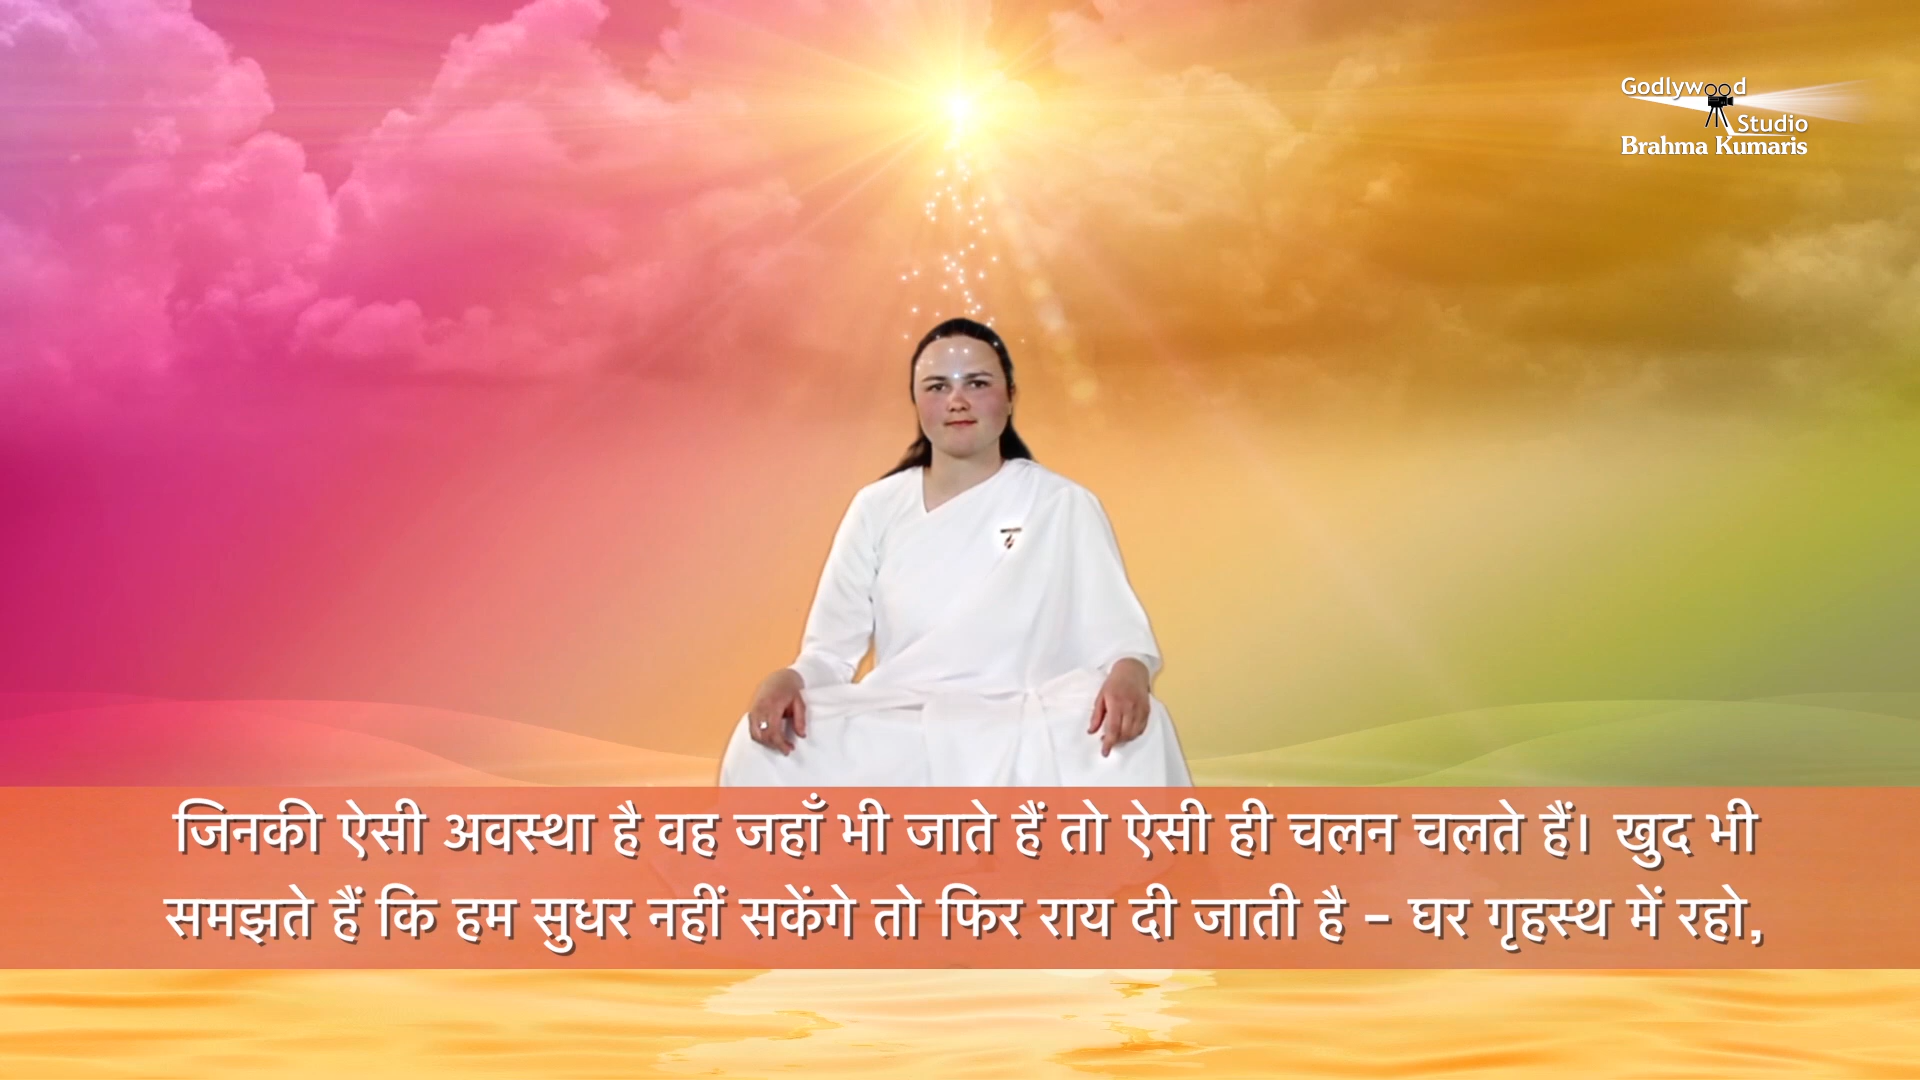 Godlywood
Studio
Brahma Kumaris
जिनकी ऐसी अवस्था है वह जहाँ भी जाते हैं तो ऐसी ही चलन चलते हैं। खुद भी
समझते हैं कि हम सुधर नहीं सकेंगे तो फिर राय दी जाती है - घर गृहस्थ में रहो,